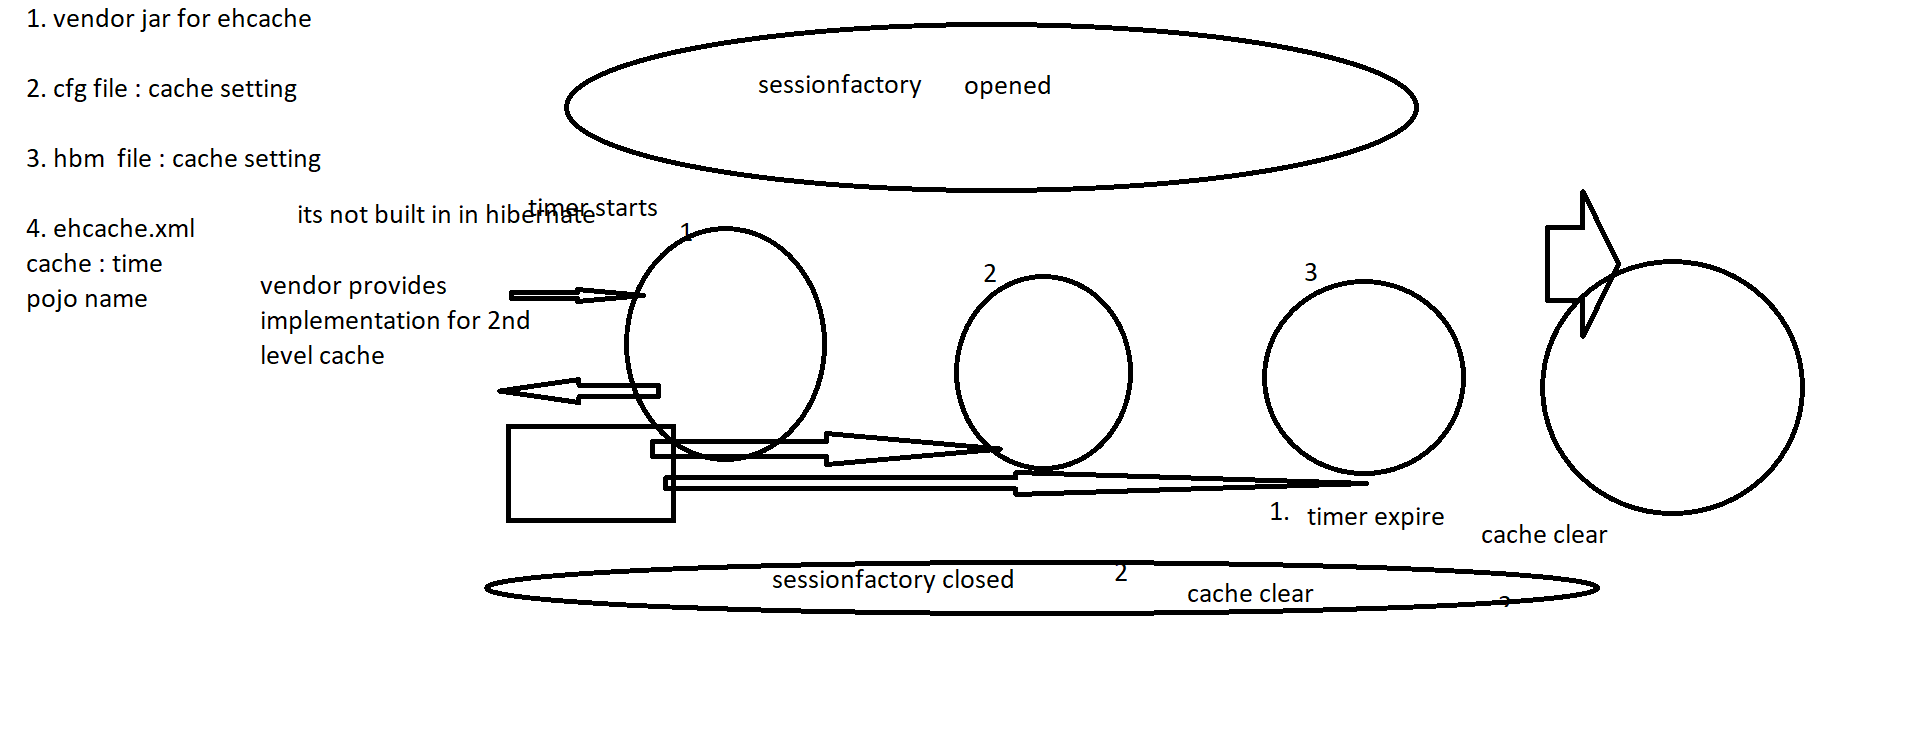 1. vendor jar for ehcache
2. cfg file : cache setting
3. hbm  file : cache setting
4. ehcache.xml
cache : time
pojo name
its not built in in hibernate
vendor provides
implementation for 2nd
level cache
sessionfactory
opened
timer starts
1
2
3
1.
timer expire
cache clear
sessionfactory closed
2
cache clear